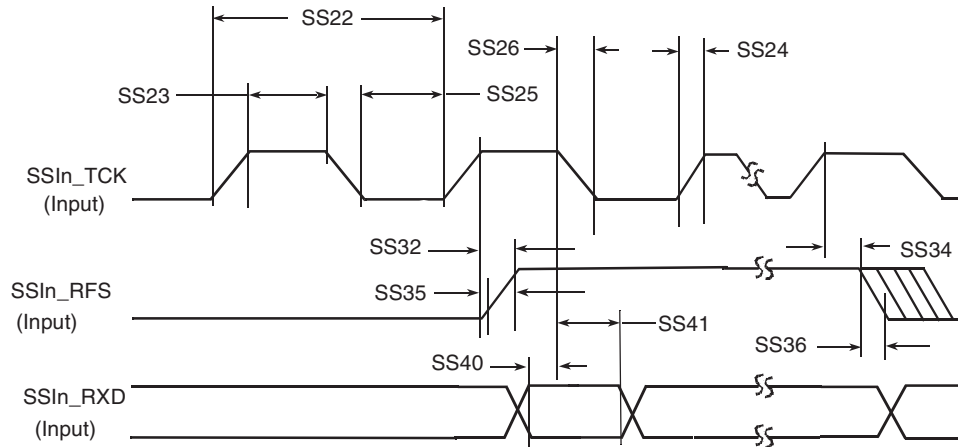 SS22
SS26
SS24
SS23
SS25
SSIn_TCK
(Input)
SS32
SS34
SSIn_RFS
(Input)
SS35
SS41
SS36
SS40
SSIn_RXD
(Input)